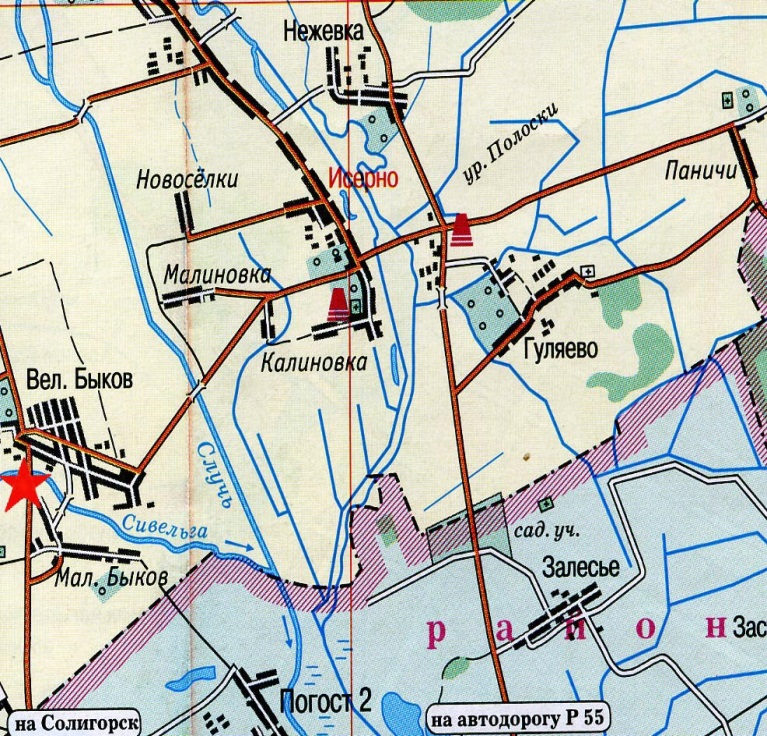 Нежевка
ур. Полоски
Паничи
Новосёлки
Исерно
Малиновка
Гуляево
Калиновка
Вел. Быков
Случь
Сивельга
сад. уч.
Залесье
Мал. Быков
район
Зас
Погост 2
на Солигорск
на автодорогу Р 55